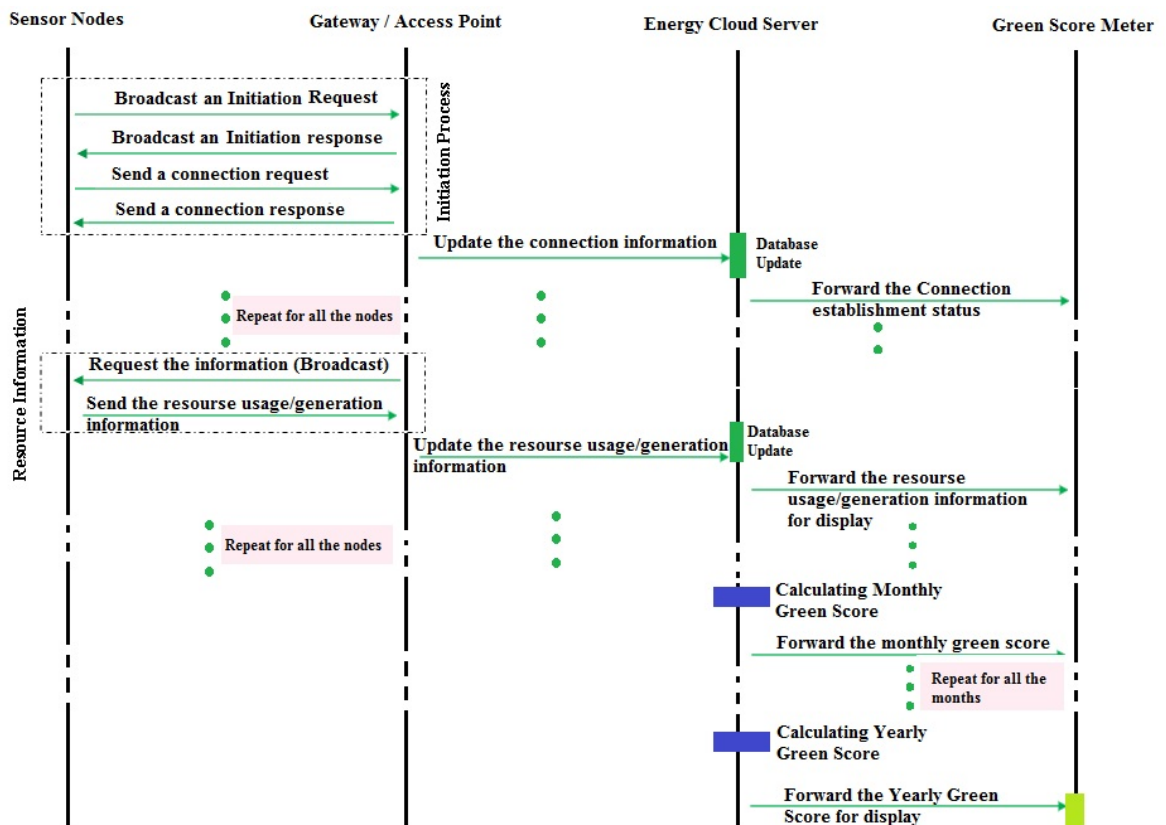 Sensor Nodes
Gateway / Access Point
Energy Cloud Server
Green Score Meter
Broadcast an Initiation Request
Broadcast an Initiation response
Send a connection request
Send a connection response
Initiation Process
Update the connection information
Database
Update
Forward the Connection
establishment status
Repeat for all the nodes
Resource Information
Request the information (Broadcast)
Send the resourse usage/generation
information
Update the resourse usage/generation
information
Database
Update
Forward the resourse
usage/generation information
for display
Repeat for all the nodes
Calculating Monthly
Green Score
Forward the monthly green score
Repeat for all the
months
Calculating Yearly
Green Score
Forward the Yearly Green
Score for display